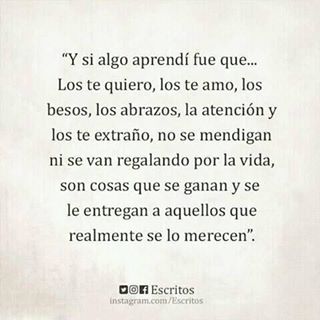 “Y si algo aprendí fue que...
Los te quiero, los te amo, los
besos, los abrazos, la atención y
los te extraño, no se mendigan
ni se van regalando por la vida,
son cosas que se ganan y se
le entregan a aquellos que
realmente se lo merecen”.
Escritos
instagram.com/Escritos